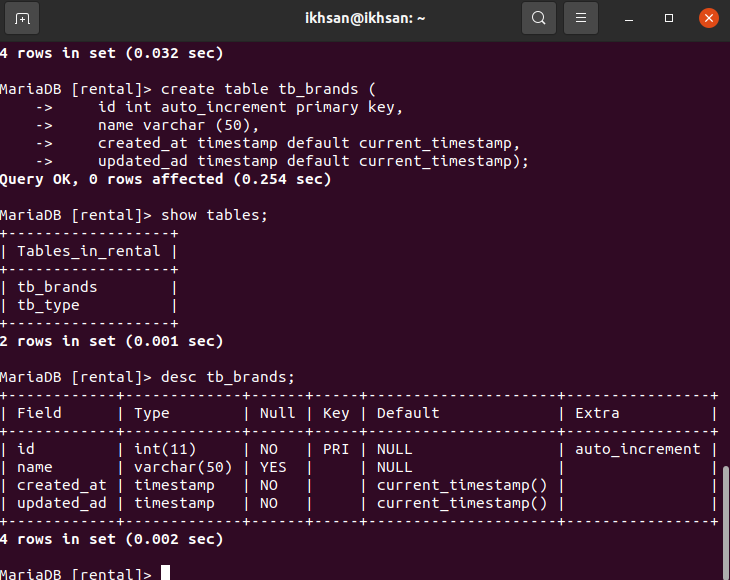 ikhsan@ikhsan: ~
4 rows in set (0.032 sec)
MariaDB [rental]> create table tb_brands (
    ->     id int auto_increment primary key,
    ->     name varchar (50),
    ->     created_at timestamp default current_timestamp,
    ->     updated_ad timestamp default current_timestamp);
Query OK, 0 rows affected (0.254 sec)
MariaDB [rental]> show tables;
+------------------+
| Tables_in_rental |
+------------------+
| tb_brands        |
| tb_type          |
+------------------+
2 rows in set (0.001 sec)
MariaDB [rental]> desc tb_brands;
+------------+-------------+------+-----+---------------------+----------------+
| Field      | Type        | Null | Key | Default             | Extra          |
+------------+-------------+------+-----+---------------------+----------------+
| id         | int(11)     | NO   | PRI | NULL                | auto_increment |
| name       | varchar(50) | YES  |     | NULL                |                |
| created_at | timestamp   | NO   |     | current_timestamp() |                |
| updated_ad | timestamp   | NO   |     | current_timestamp() |                |
+------------+-------------+------+-----+---------------------+----------------+
4 rows in set (0.002 sec)
MariaDB [rental]>